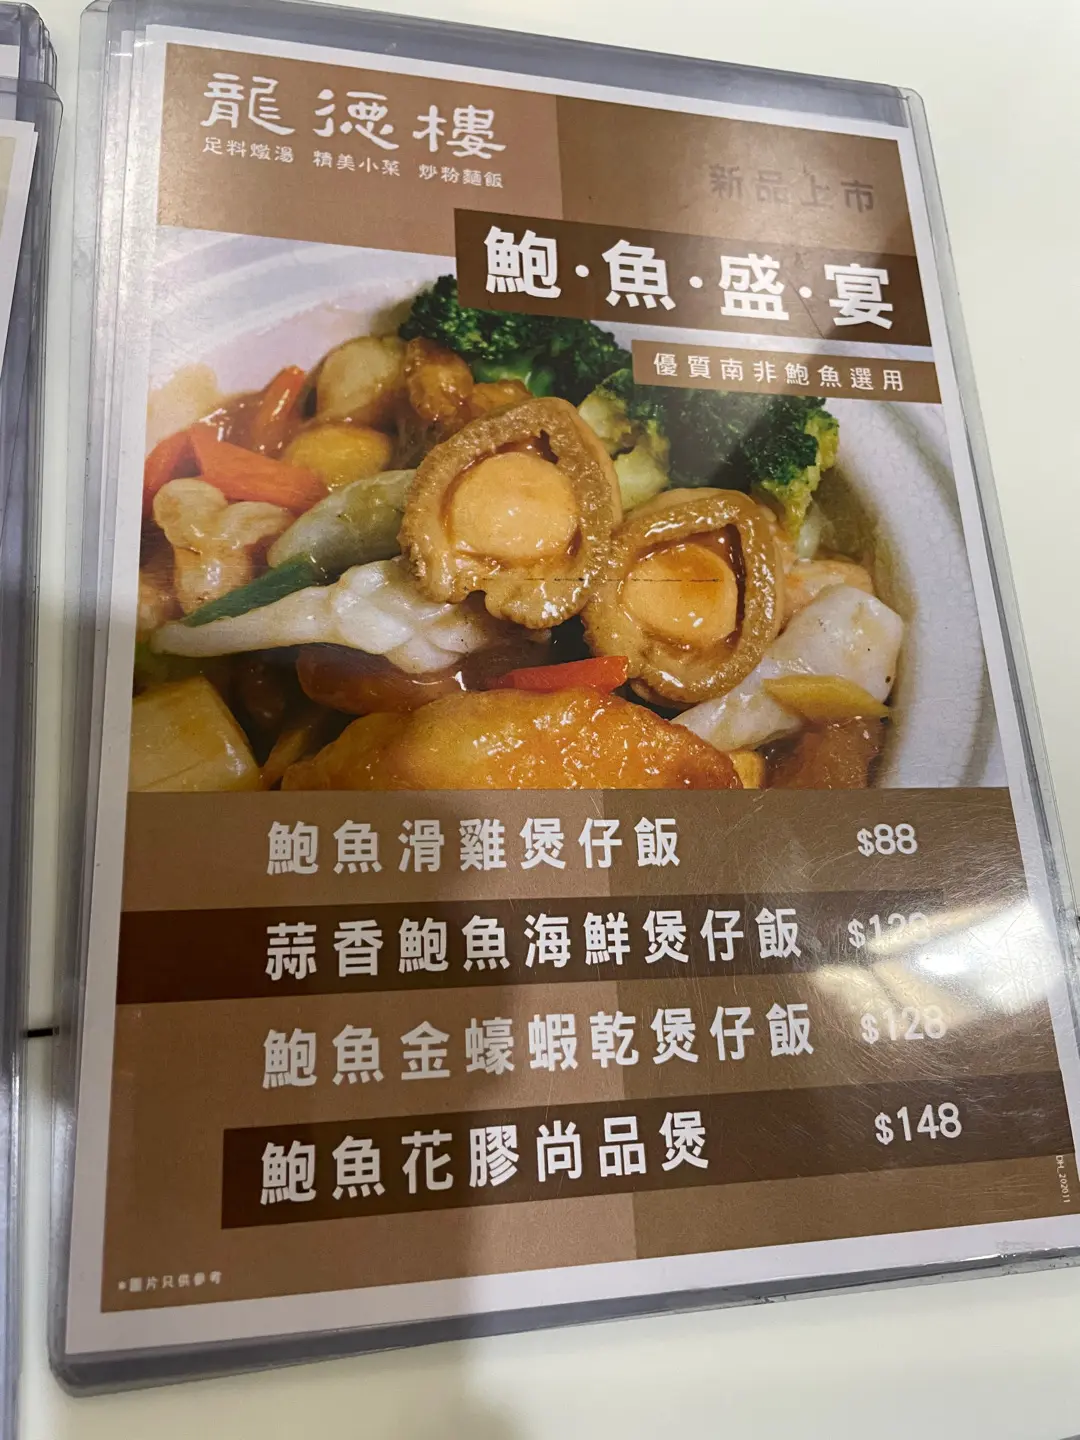 龍德樓
足料燉湯 精美小菜 炒粉麵飯
新品上市
鮑·魚·盛·宴
優質南非鮑魚選用
鮑魚滑雞煲仔飯 $88
蒜香鮑魚海鮮煲仔飯
鮑魚金蠔蝦乾煲仔飯 $128
鮑魚花膠尚品煲 $148
*圖片只供參考